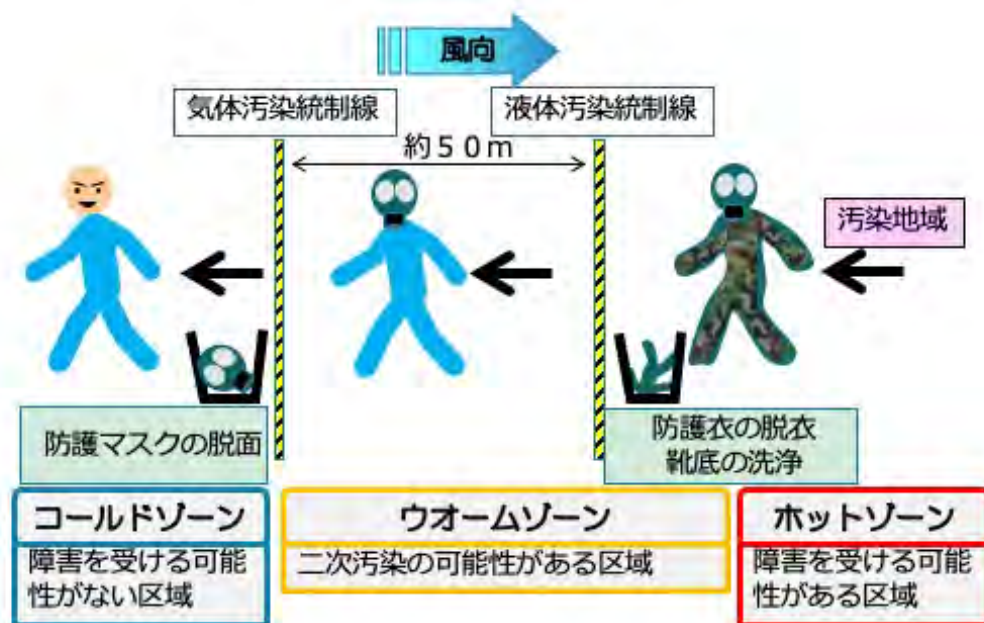 風向
気体汚染統制線
液体汚染統制線
約50m
汚染地域
防護マスクの脱面
防護衣の脱衣
靴底の洗浄
コールドゾーン
ウオームゾーン
ホットゾーン
障害を受ける可能
性がない区域
二次汚染の可能性がある区域
障害を受ける可能
性がある区域